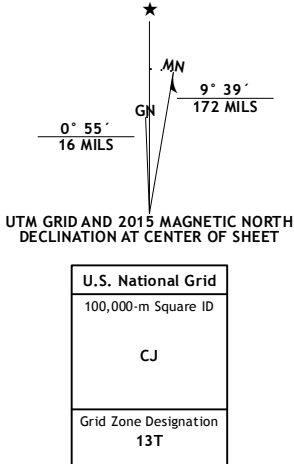 MN
GN
9° 39´
172 MILS
0° 55´
16 MILS
UTM GRID AND 2015 MAGNETIC NORTH
DECLINATION AT CENTER OF SHEET
U.S. National Grid
100,000-m Square ID
CJ
Grid Zone Designation
13T